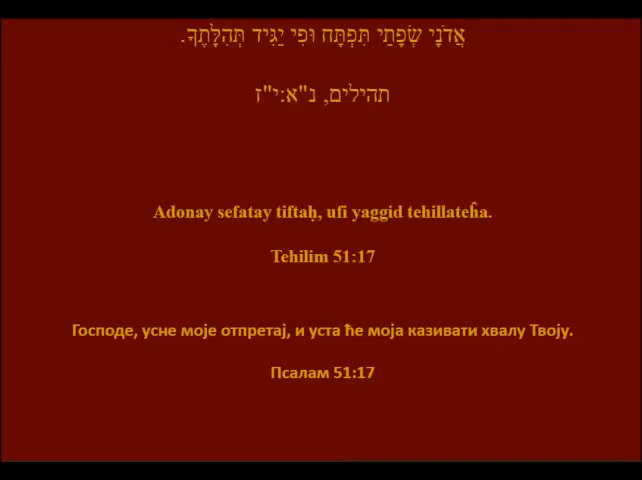 אֲדֹנָי שְׂפָתַי תִּפְתָּח וּפִי יַגִּיד תְּהִלָּתֶךָ.
תהילים, נ"א:י"ז
Adonay sefatay tiftaḥ, ufi yaggid tehillateĥa.
Tehilim 51:17
Господе, усне моје отпретај, и уста ће моја казивати хвалу Твоју.
Псалам 51:17